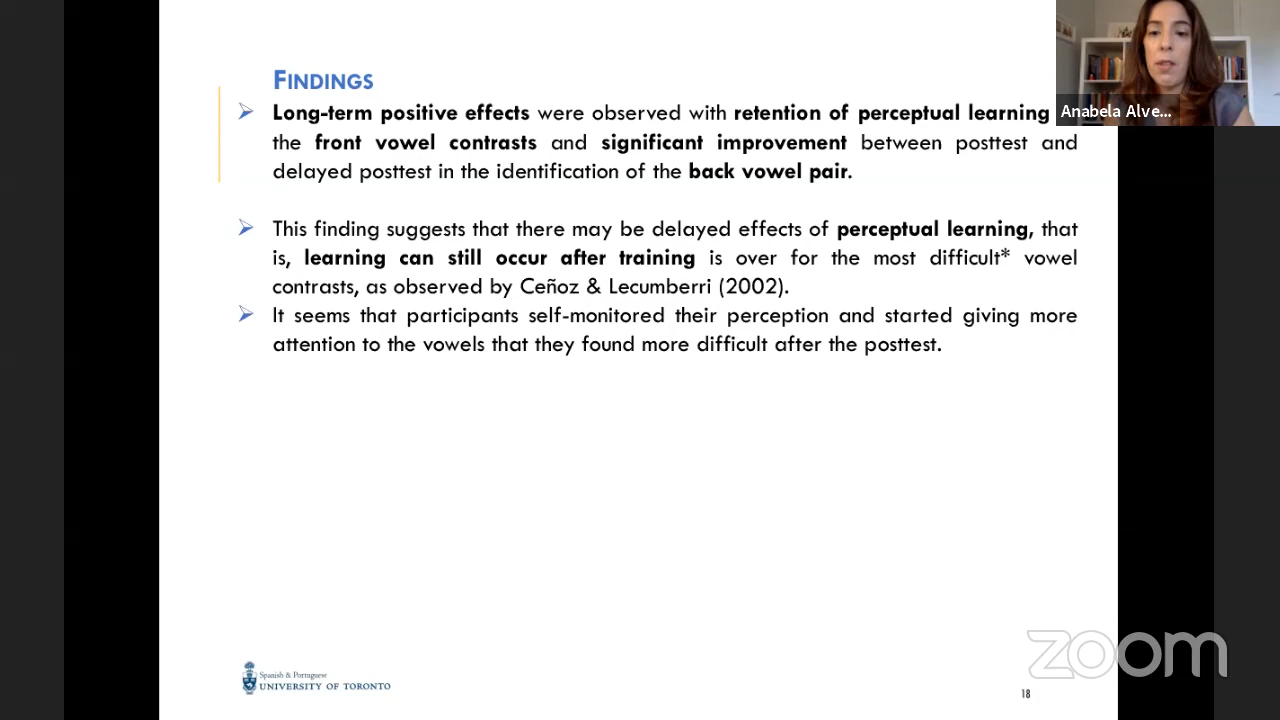 FINDINGS
➢ Long-term positive effects were observed with retention of perceptual learning
the front vowel contrasts and significant improvement between posttest and
delayed posttest in the identification of the back vowel pair.
➢ This finding suggests that there may be delayed effects of perceptual learning, that
is, learning can still occur after training is over for the most difficult* vowel
contrasts, as observed by Ceñoz & Lecumberri (2002).
➢ It seems that participants self-monitored their perception and started giving more
attention to the vowels that they found more difficult after the posttest.
Anabela Alve...
Spanish & Portuguese
UNIVERSITY OF TORONTO
18
zoom